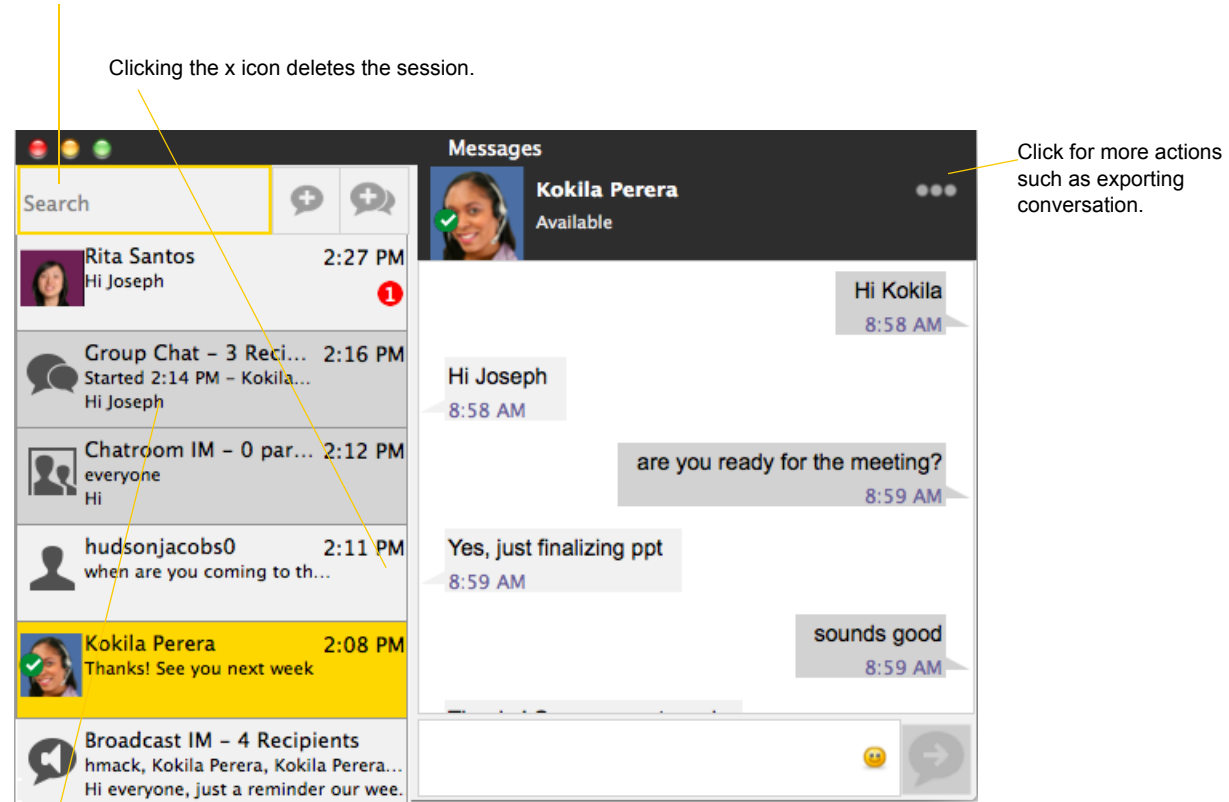 Clicking the x icon deletes the session.
Messages
Click for more actions
such as exporting
conversation.
Search
Kokila Perera
Available
Rita Santos 2:27 PM
Hi Joseph
1
Group Chat – 3 Reci... 2:16 PM
Started 2:14 PM – Kokila...
Hi Joseph
Chatroom IM – 0 par... 2:12 PM
everyone
Hi
hudsonjacobs0 2:11 PM
when are you coming to th...
Kokila Perera 2:08 PM
Thanks! See you next week
Broadcast IM – 4 Recipients
hmack, Kokila Perera, Kokila Perera...
Hi everyone, just a reminder our wee.
Hi Kokila
8:58 AM
Hi Joseph
8:58 AM
are you ready for the meeting?
8:59 AM
Yes, just finalizing ppt
8:59 AM
sounds good
8:59 AM